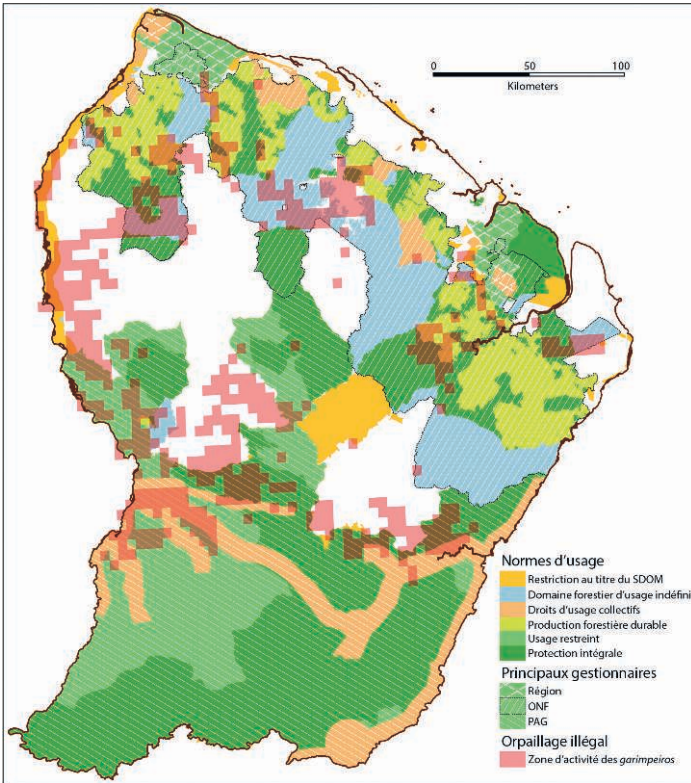 0 50 100
Kilometers
Normes d'usage
Restriction au titre du SDOM
Domaine forestier d'usage indéfini
Droits d'usage collectifs
Production forestière durable
Usage restreint
Protection intégrale
Principaux gestionnaires
Région
ONF
PAG
Orpaillage illégal
Zone d'activité des garimpeiros